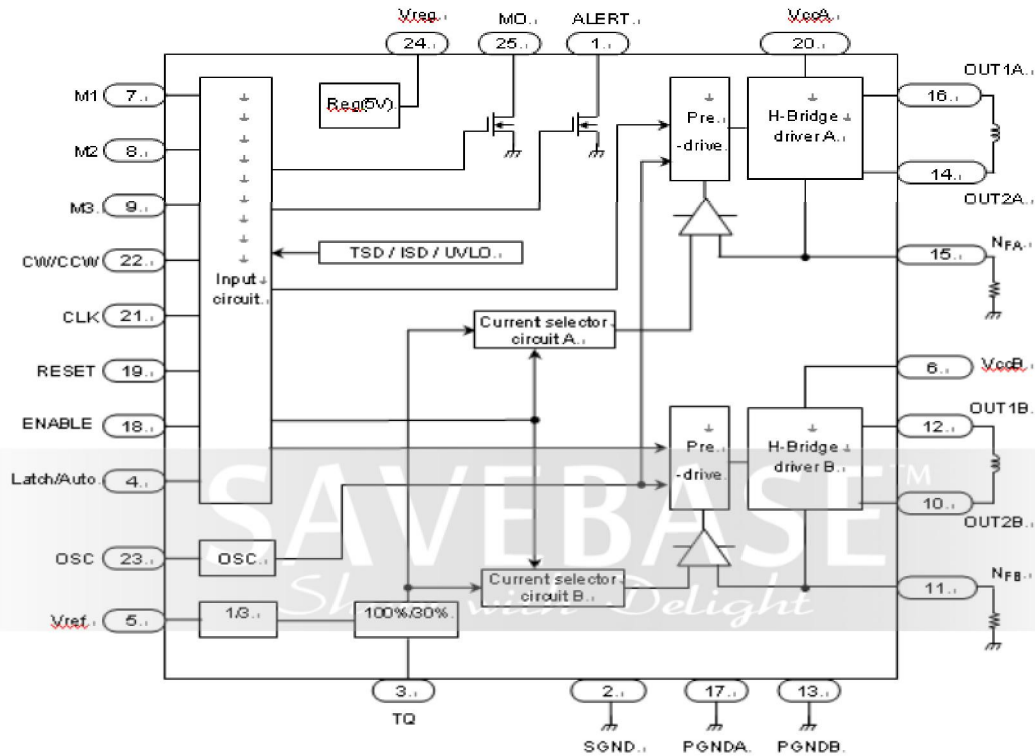 Vreg
MO
ALERT
VccA
24
25
1
20
M1
7
Reg(5V)
Pre
-drive
H-Bridge
driver A
OUT1A
16
M2
8
14
OUT2A
M3
9
CW/CCW
22
TSD / ISD / UVLO
NFA
15
Input
circuit
CLK
21
Current selector
circuit A
RESET
19
6
VccB
ENABLE
18
Pre
-drive
H-Bridge
driver B
OUT1B
12
Latch/Auto
4
SAVEBASE™
10
OUT2B
OSC
23
OSC
Current selector
circuit B
NFB
11
Shop with Delight
Vref
5
1/3
100%/30%
3
2
17
13
TQ
SGND
PGNDA
PGNDB